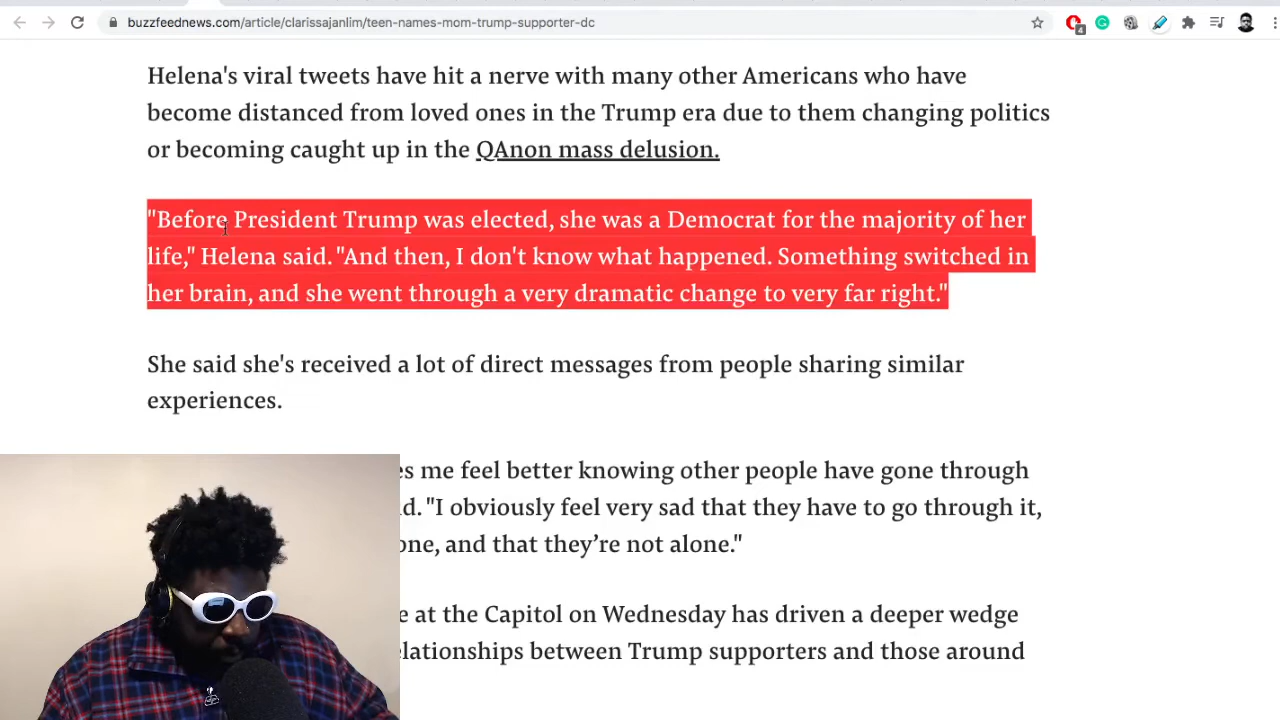 buzzfeednews.com/article/clarissajanlim/teen-names-mom-trump-supporter-dc
4
Helena's viral tweets have hit a nerve with many other Americans who have
become distanced from loved ones in the Trump era due to them changing politics
or becoming caught up in the QAnon mass delusion.
"Before President Trump was elected, she was a Democrat for the majority of her
life," Helena said. "And then, I don't know what happened. Something switched in
her brain, and she went through a very dramatic change to very far right."
She said she's received a lot of direct messages from people sharing similar
experiences.
me feel better knowing other people have gone through
"I obviously feel very sad that they have to go through it,
and that they’re not alone."
at the Capitol on Wednesday has driven a deeper wedge
between Trump supporters and those around